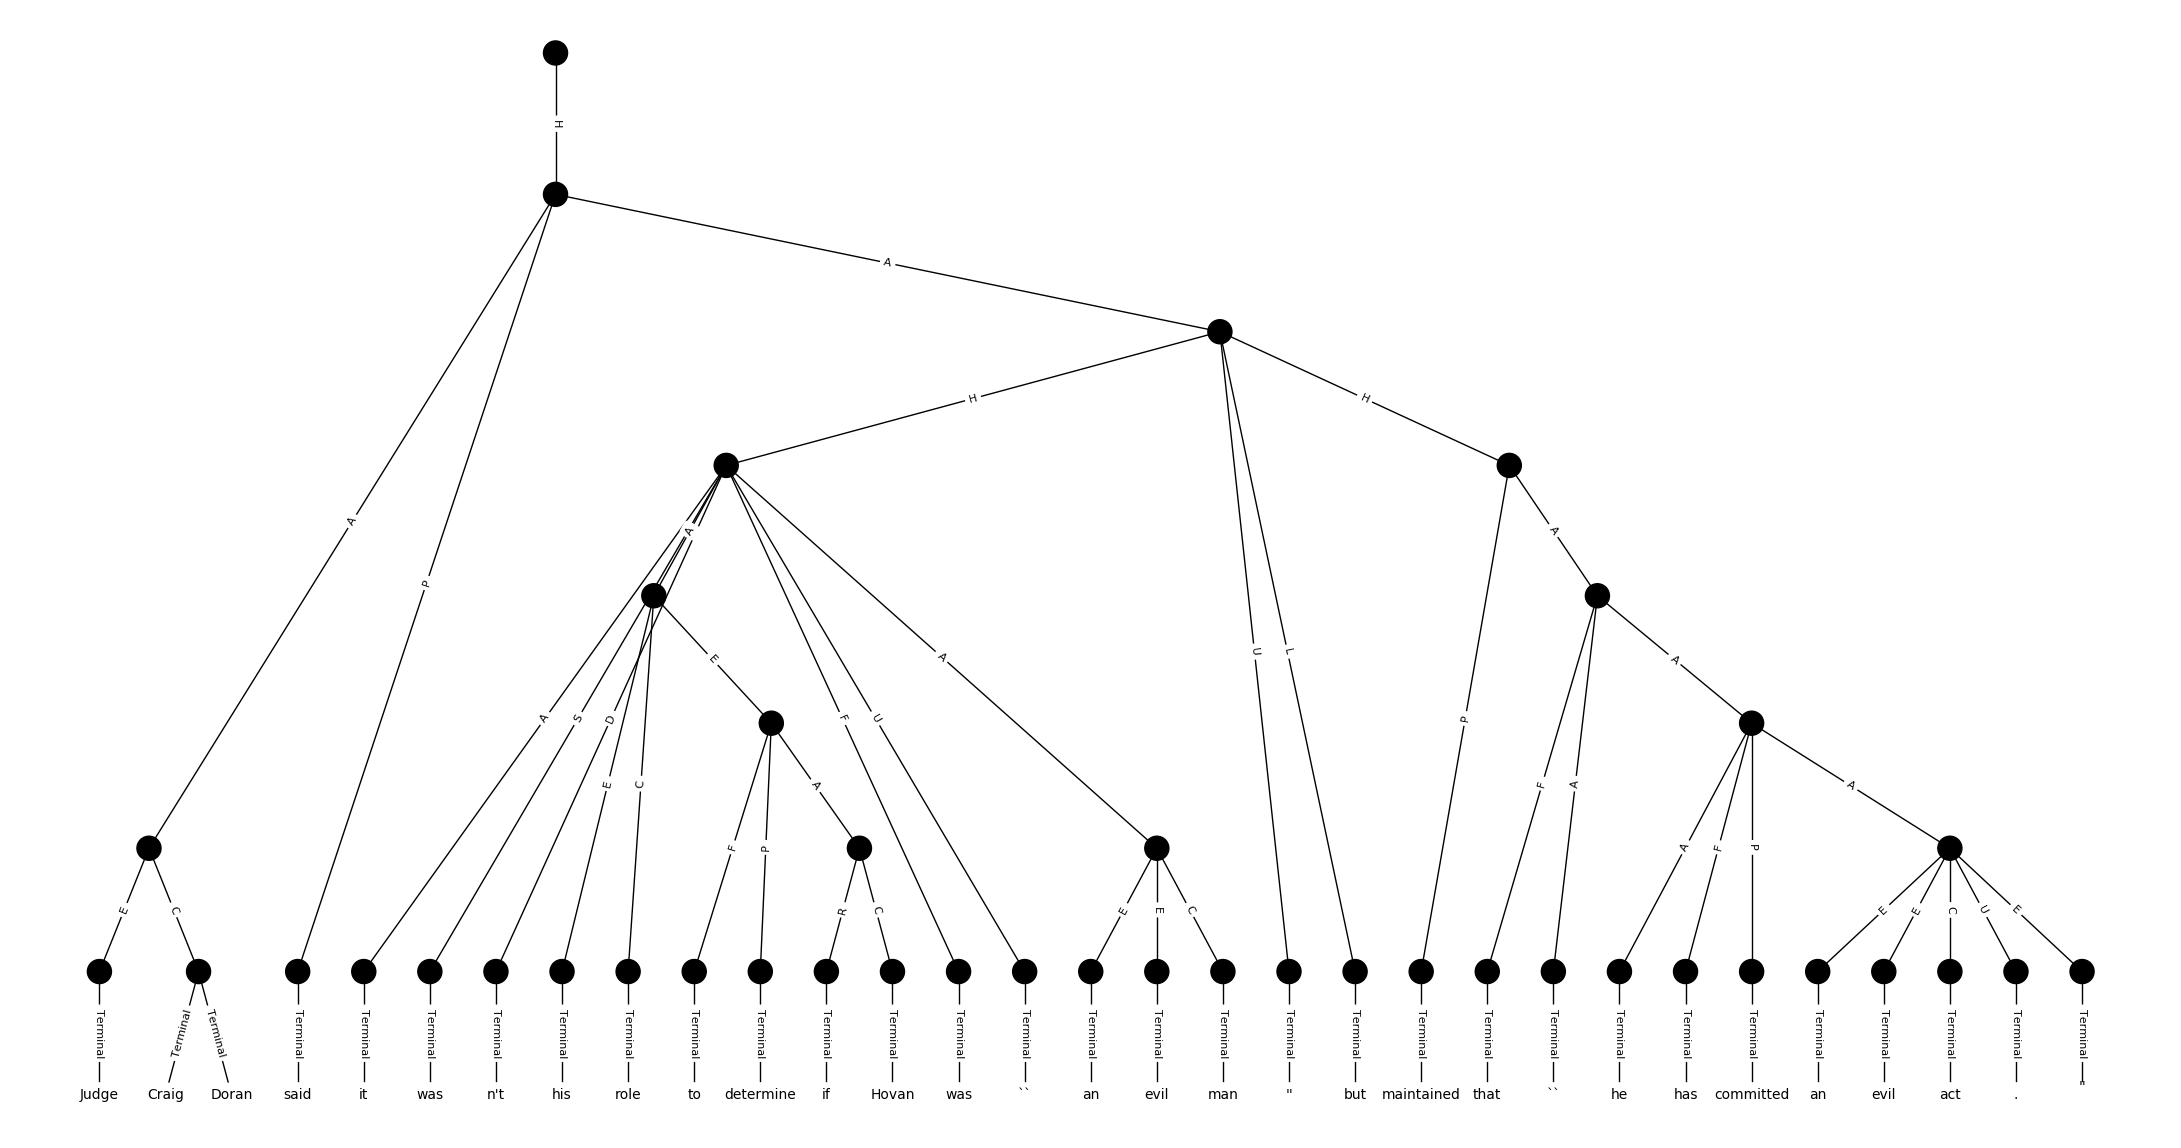 H
A
A
P
H
U
L
H
A
S
D
A
F
U
A
P
A
E
C
E
F
A
A
F
P
A
A
F
P
A
E
C
R
C
E
E
C
E
E
C
U
E
Terminal Terminal Terminal Terminal Terminal Terminal Terminal Terminal Terminal Terminal Terminal Terminal Terminal Terminal Terminal Terminal Terminal Terminal Terminal Terminal Terminal Terminal Terminal Terminal Terminal Terminal Terminal Terminal Terminal Terminal Terminal
Judge Craig Doran said it was n't his role to determine if Hovan was `` an evil man " but maintained that `` he has committed an evil act . "